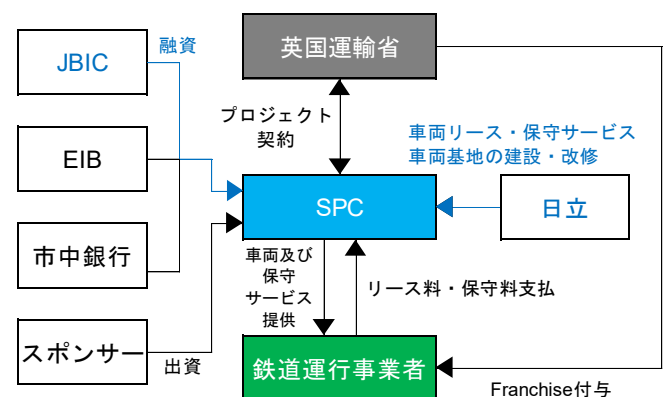 JBIC
融資
英国運輸省
プロジェクト
契約
車両リース・保守サービス
車両基地の建設・改修
EIB
SPC
日立
市中銀行
車両及び
保守
サービス
提供
リース料・保守料支払
スポンサー
出資
鉄道運行事業者
Franchise付与